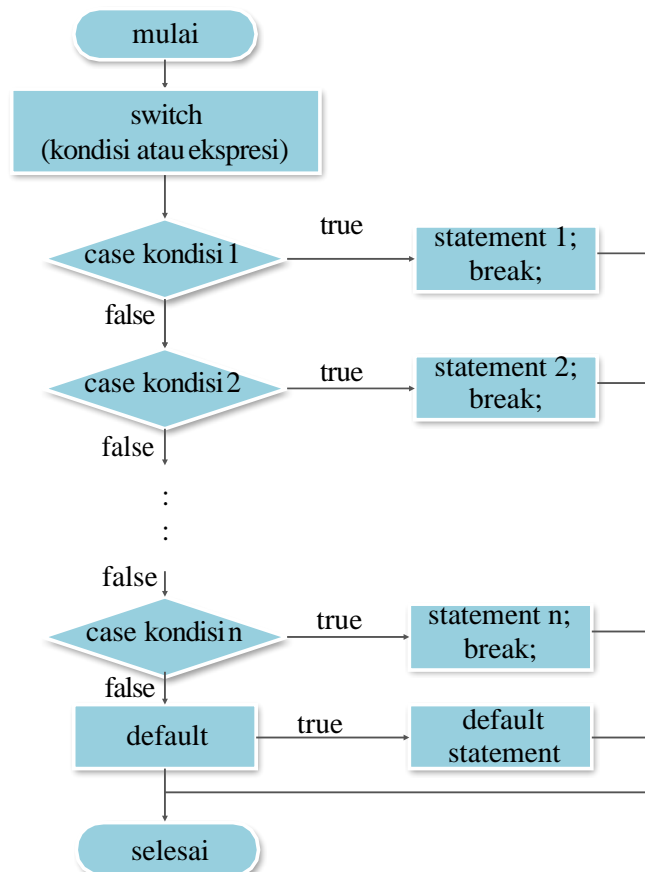 mulai
switch
(kondisi atau ekspresi)
case kondisi 1
true
statement 1;
break;
false
case kondisi 2
true
statement 2;
break;
false
:
:
false
case kondisi n
true
statement n;
break;
false
default
true
default
statement
selesai